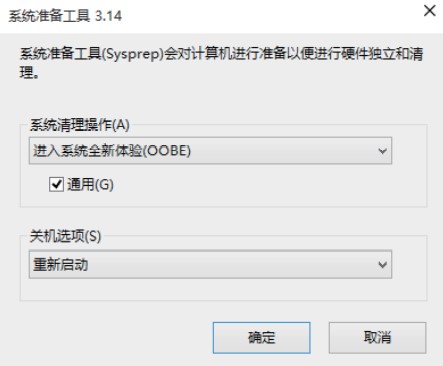 系统准备工具 3.14
系统准备工具(Sysprep)会对计算机进行准备以便进行硬件独立和清
理。
系统清理操作(A)
进入系统全新体验(OOBE)
通用(G)
关机选项(S)
重新启动
确定
取消